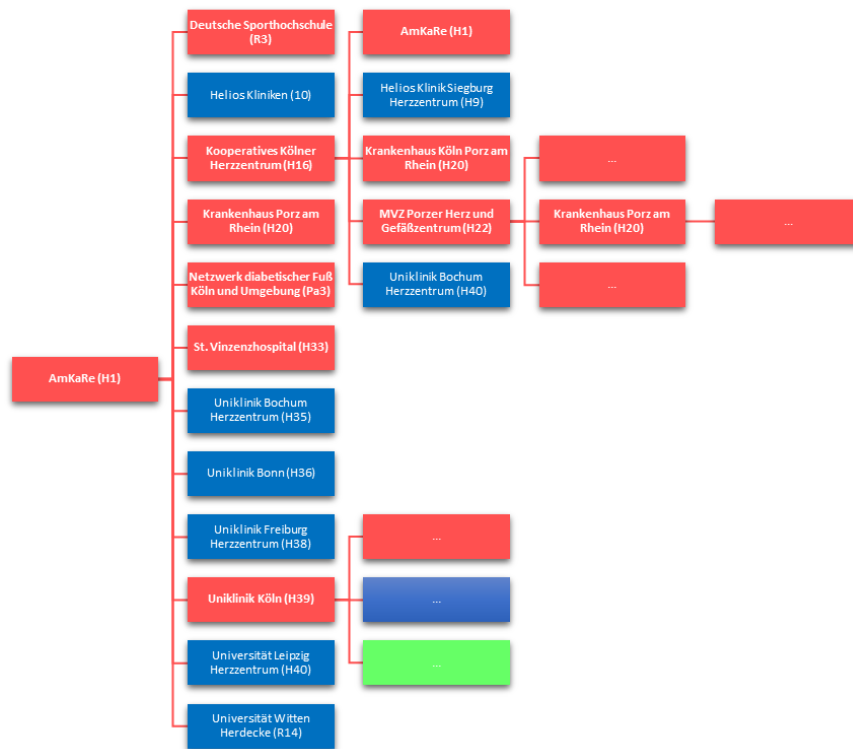 AmKaRe (H1)
Deutsche Sporthochschule
(R3)
Helios Kliniken (10)
Kooperatives Kölner
Herzzentrum (H16)
Krankenhaus Porz am
Rhein (H20)
Netzwerk diabetischer Fuß
Köln und Umgebung (Pa3)
St. Vinzenzhospital (H33)
Uniklinik Bochum
Herzzentrum (H35)
Uniklinik Bonn (H36)
Uniklinik Freiburg
Herzzentrum (H38)
Uniklinik Köln (H39)
Universität Leipzig
Herzzentrum (H40)
Universität Witten
Herdecke (R14)
AmKaRe (H1)
Helios Klinik Siegburg
Herzzentrum (H9)
Krankenhaus Köln Porz am
Rhein (H20)
MVZ Porzer Herz und
Gefäßzentrum (H22)
Uniklinik Bochum
Herzzentrum (H40)
...
...
...
...
Krankenhaus Porz am
Rhein (H20)
...
...